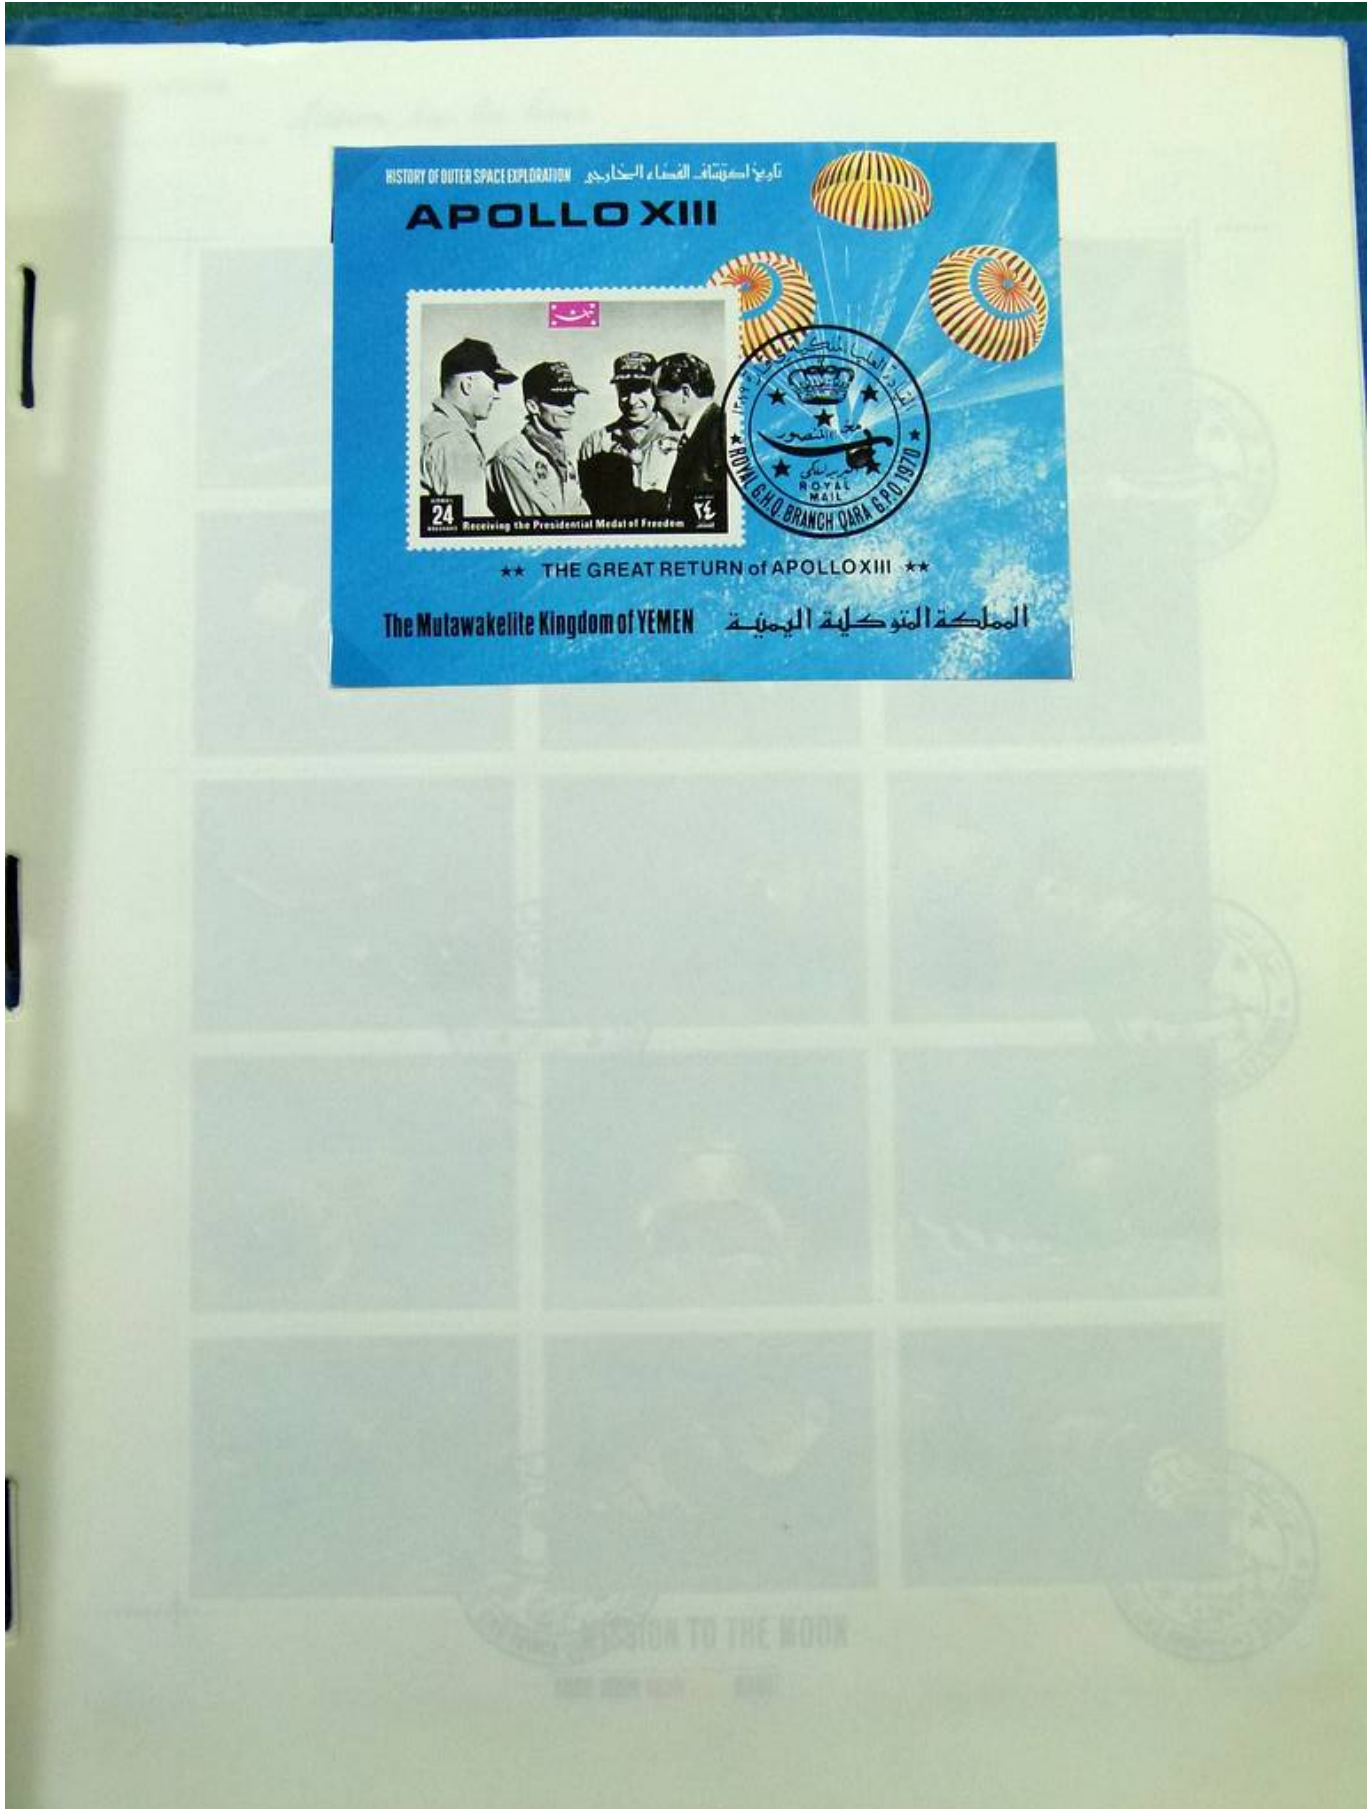 HISTORY OF OUTER SPACE EXPLORATION تاريخ اكتشاف الفضاء الخارجي
APOLLO XIII
24
Receiving the Presidential Medal of Freedom
٢٤
ROYAL
MAIL
ROYAL G.H.Q. BRANCH QARA G.P.O. 1970
★★ THE GREAT RETURN of APOLLO XIII ★★
The Mutawakelite Kingdom of YEMEN المملكة المتوكلية اليمنية
MISSION TO THE MOON